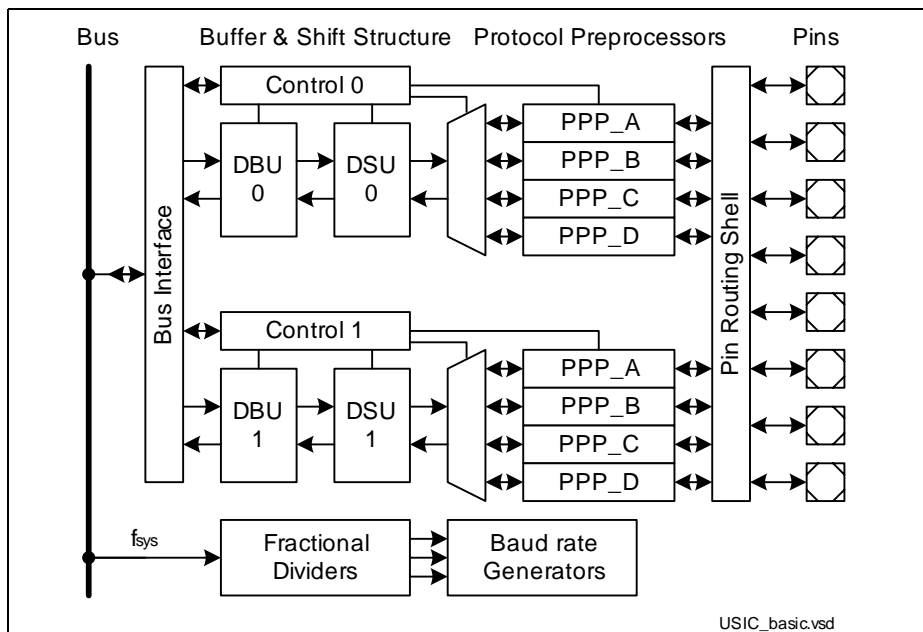 Bus
Buffer & Shift Structure
Protocol Preprocessors
Pins
Bus Interface
Control 0
DBU
0
DSU
0
PPP_A
PPP_B
PPP_C
PPP_D
Pin Routing Shell
Control 1
DBU
1
DSU
1
PPP_A
PPP_B
PPP_C
PPP_D
fsys
Fractional
Dividers
Baud rate
Generators
USIC_basic.vsd